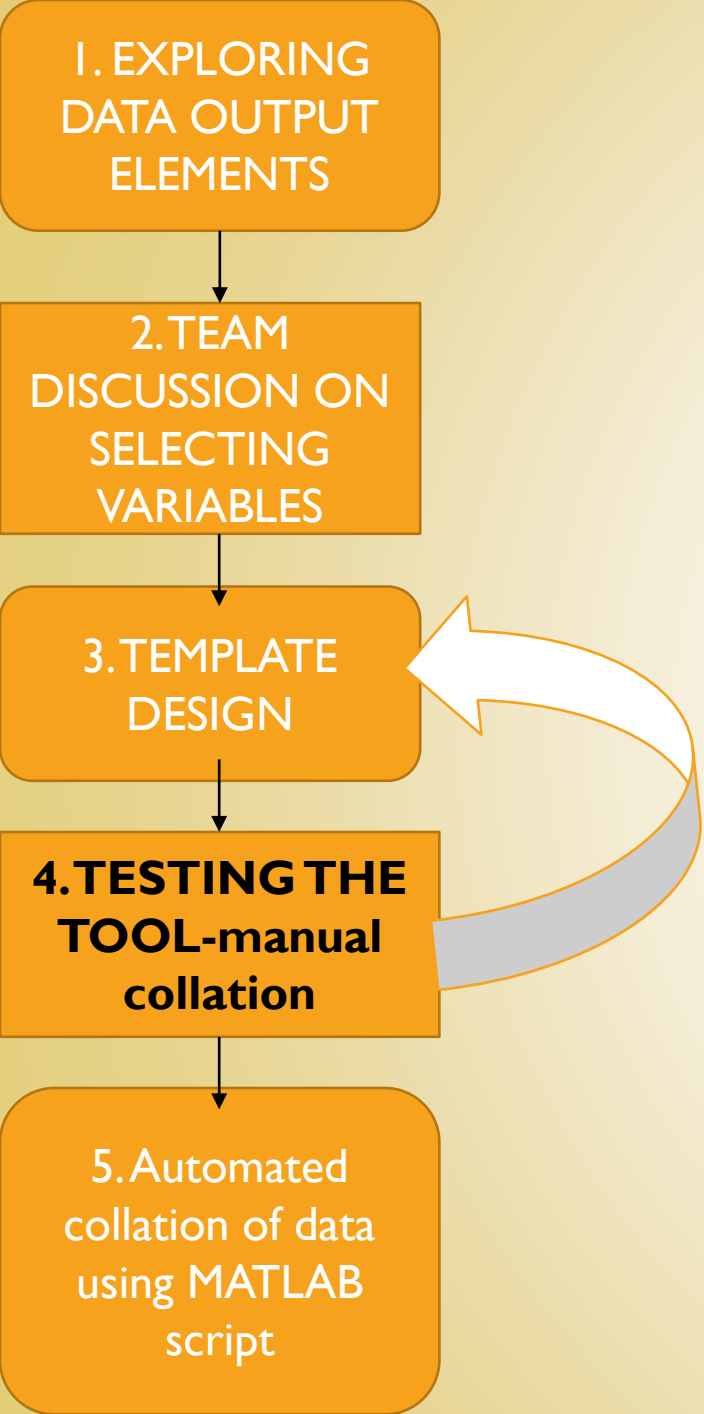 1. EXPLORING
DATA OUTPUT
ELEMENTS
2. TEAM
DISCUSSION ON
SELECTING
VARIABLES
3. TEMPLATE
DESIGN
4. TESTING THE
TOOL-manual
collation
5. Automated
collation of data
using MATLAB
script